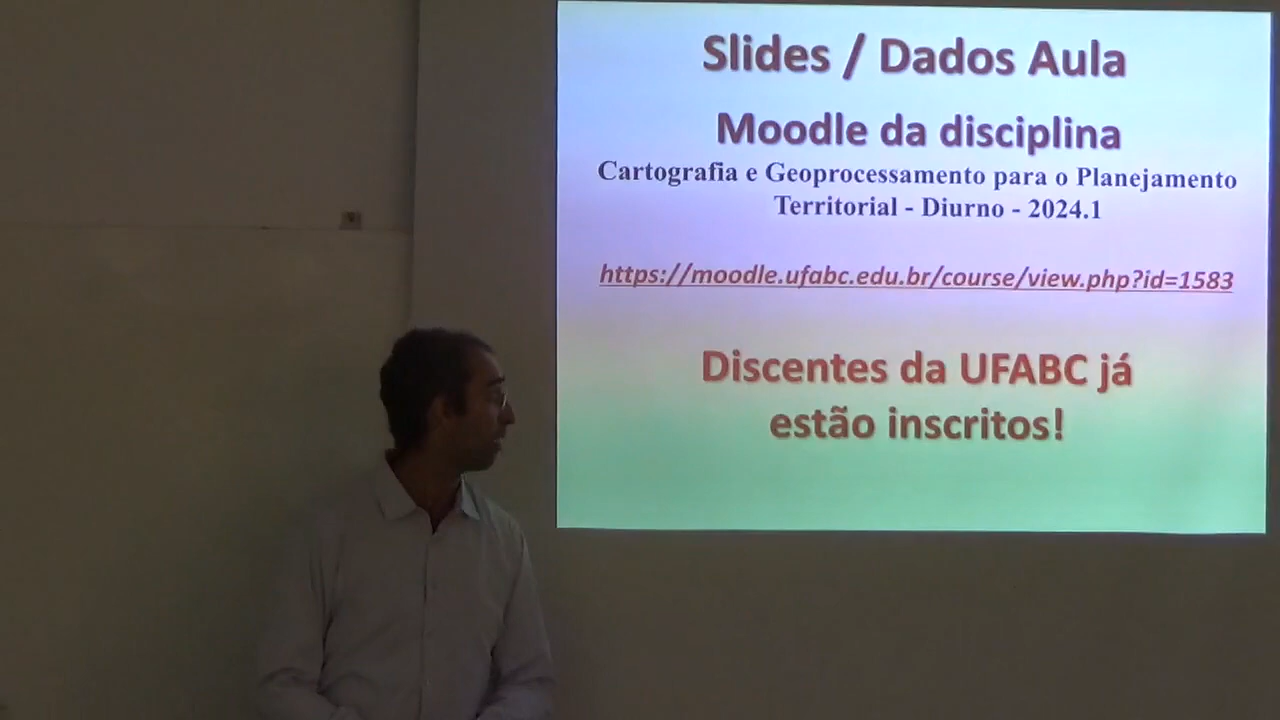 Slides / Dados Aula
Moodle da disciplina
Cartografia e Geoprocessamento para o Planejamento
Territorial - Diurno - 2024.1
https://moodle.ufabc.edu.br/course/view.php?id=1583
Discentes da UFABC já
estão inscritos!